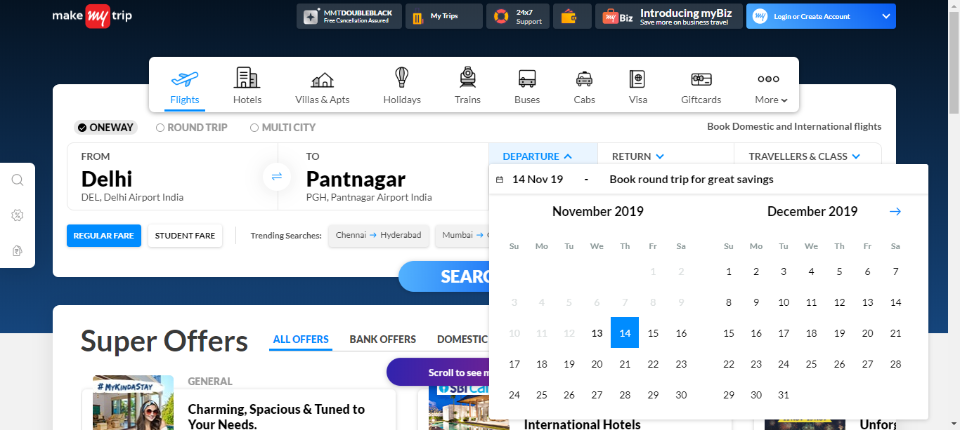 make my trip
MMTDOUBLEBLACK
Free Cancellation Assured
My Trips
24x7
Support
my Biz
Introducing myBiz
Save more on business travel
my
Login or Create Account
Flights
Hotels
Villas & Apts
Holidays
Trains
Buses
Cabs
Visa
Giftcards
More
ONEWAY
ROUND TRIP
MULTI CITY
Book Domestic and International flights
FROM
Delhi
DEL, Delhi Airport India
TO
Pantnagar
PGH, Pantnagar Airport India
DEPARTURE
RETURN
TRAVELLERS & CLASS
14 Nov 19 - Book round trip for great savings
November 2019
Su Mo Tu We Th Fr Sa
1 2
3 4 5 6 7 8 9
10 11 12 13 14 15 16
17 18 19 20 21 22 23
24 25 26 27 28 29 30
December 2019
Su Mo Tu We Th Fr Sa
1 2 3 4 5 6 7
8 9 10 11 12 13 14
15 16 17 18 19 20 21
22 23 24 25 26 27 28
29 30 31
REGULAR FARE
STUDENT FARE
Trending Searches:
Chennai → Hyderabad
Mumbai →
SEARC
Super Offers
ALL OFFERS
BANK OFFERS
DOMESTIC
Scroll to see m
#MYKINDASTAY
GENERAL
Charming, Spacious & Tuned to
Your Needs.
SBI Car
International Hotels
Unfor